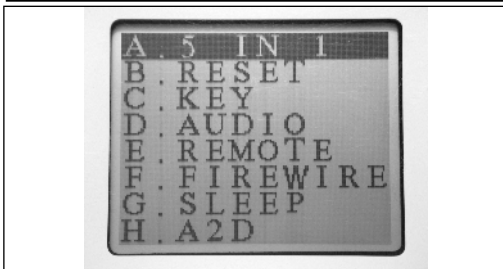 A. 5 IN 1
B. RESET
C. KEY
D. AUDIO
E. REMOTE
F. FIREWIRE
G. SLEEP
H. A2D